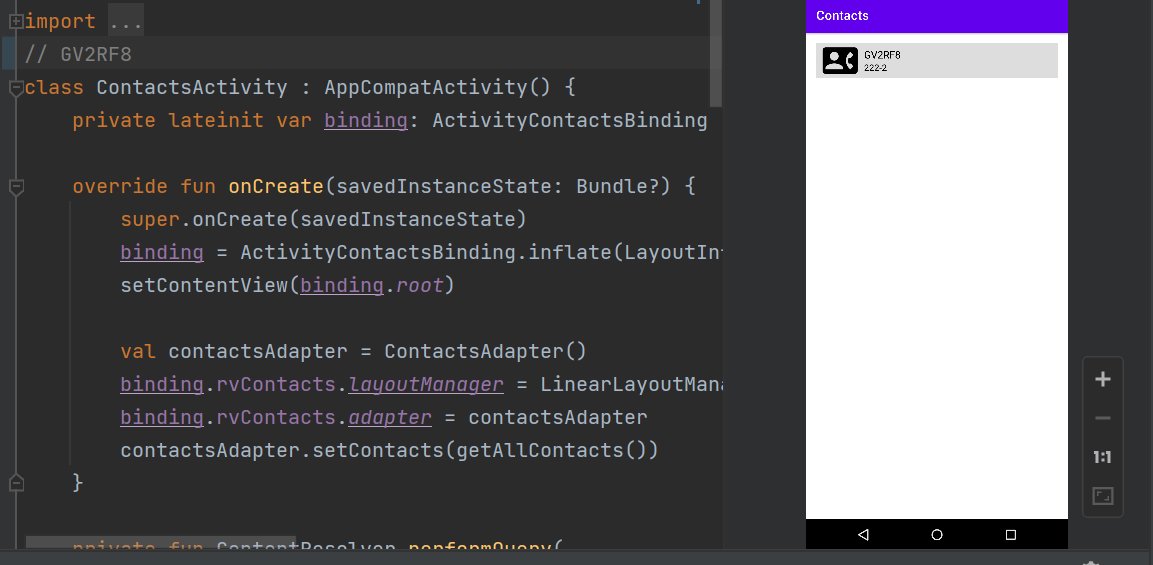 import ...
// GV2RF8
class ContactsActivity : AppCompatActivity() {
private lateinit var binding: ActivityContactsBinding
override fun onCreate(savedInstanceState: Bundle?) {
super.onCreate(savedInstanceState)
binding = ActivityContactsBinding.inflate(LayoutIn
setContentView(binding.root)
val contactsAdapter = ContactsAdapter()
binding.rvContacts.layoutManager = LinearLayoutMana
binding.rvContacts.adapter = contactsAdapter
contactsAdapter.setContacts(getAllContacts())
}
private fun ContentResolver.performQuery(
Contacts
GV2RF8
222-2
1:1